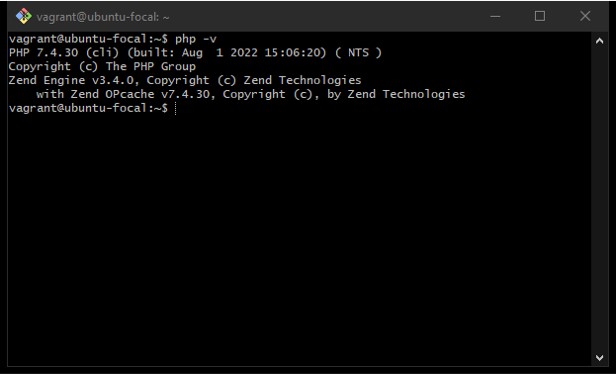 vagrant@ubuntu-focal: ~
vagrant@ubuntu-focal:~$ php -v
PHP 7.4.30 (cli) (built: Aug  1 2022 15:06:20) ( NTS )
Copyright (c) The PHP Group
Zend Engine v3.4.0, Copyright (c) Zend Technologies
    with Zend OPcache v7.4.30, Copyright (c), by Zend Technologies
vagrant@ubuntu-focal:~$